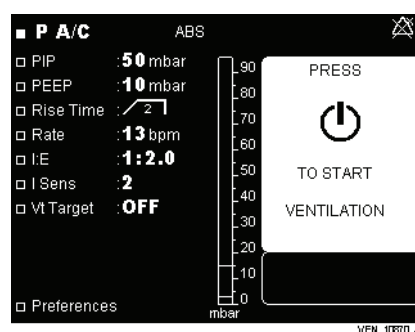 P A/C ABS
PIP :50 mbar
PEEP :10 mbar
Rise Time : 2
Rate :13 bpm
I:E :1:2.0
I Sens :2
Vt Target :OFF
Preferences
90
80
70
60
50
40
30
20
10
0
mbar
PRESS
TO START
VENTILATION